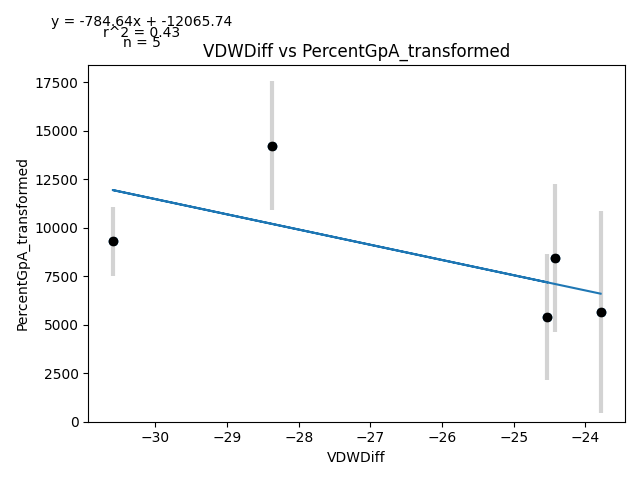 y = -784.64x + -12065.74
r^2 = 0.43
n = 5
VDWDiff vs PercentGpA_transformed
PercentGpA_transformed
17500
15000
12500
10000
7500
5000
2500
0
−30
−29
−28
−27
−26
−25
−24
VDWDiff